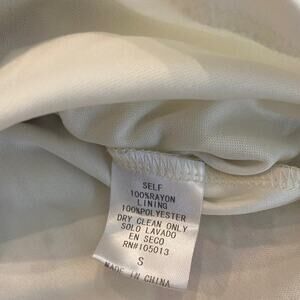 SELF
100%RAYON
LINING
100%POLYESTER
DRY CLEAN ONLY
SOLO LAVADO
EN SECO
RN#105013
S
MADE IN CHINA